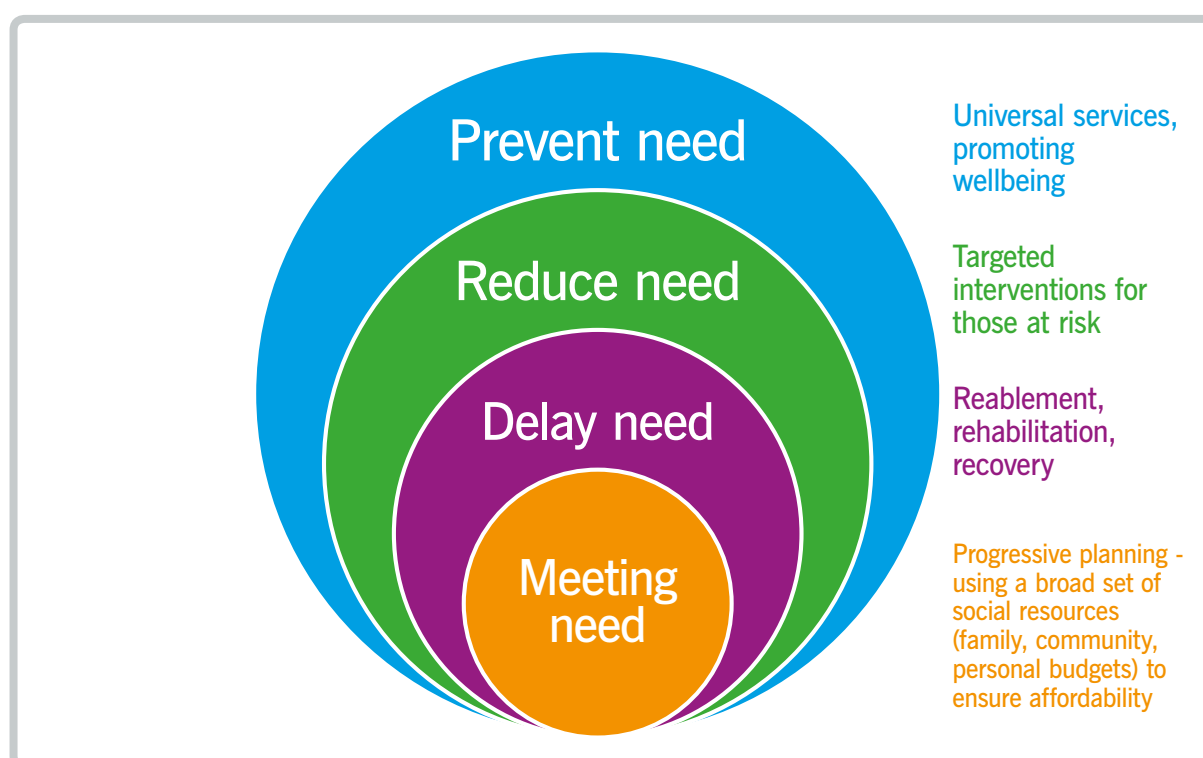 Prevent need
Universal services,
promoting
wellbeing
Reduce need
Targeted
interventions for
those at risk
Delay need
Reablement,
rehabilitation,
recovery
Meeting
need
Progressive planning -
using a broad set of
social resources
(family, community,
personal budgets) to
ensure affordability